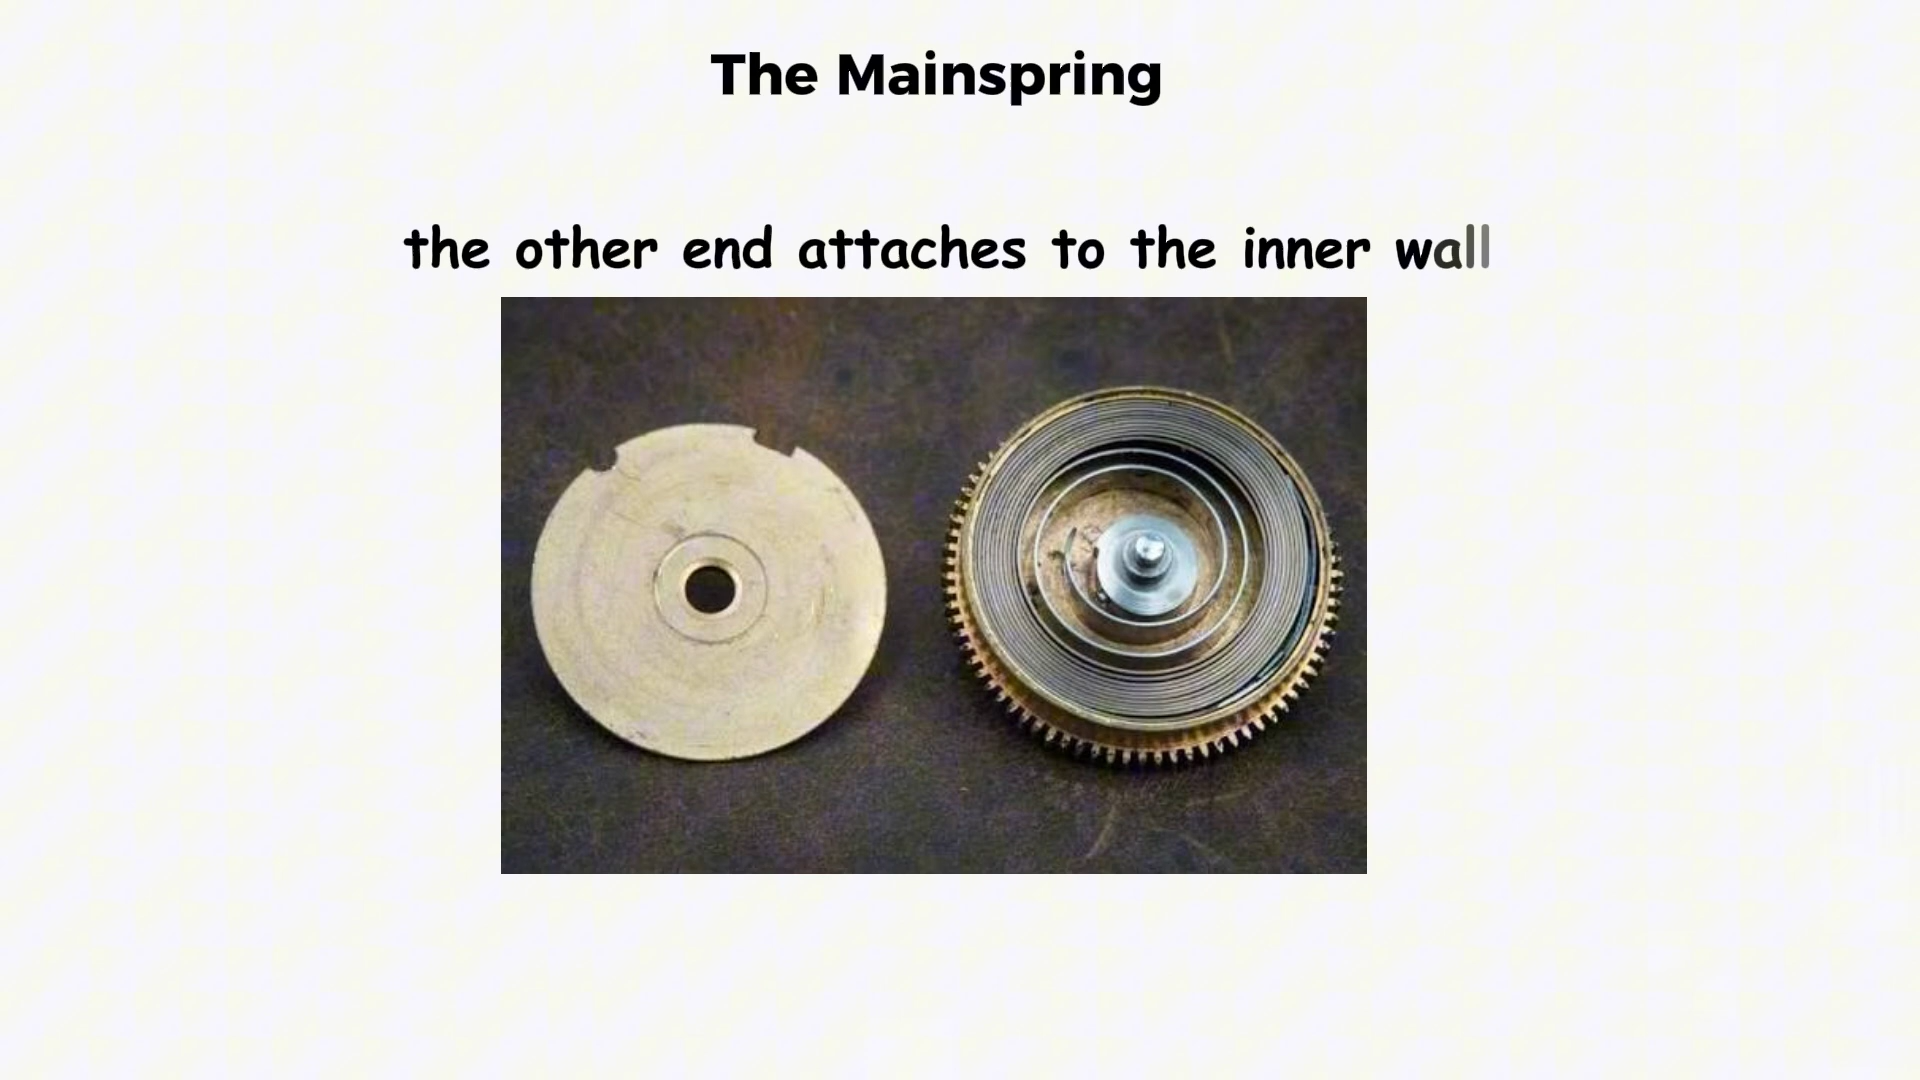 The Mainspring
the other end attaches to the inner wall